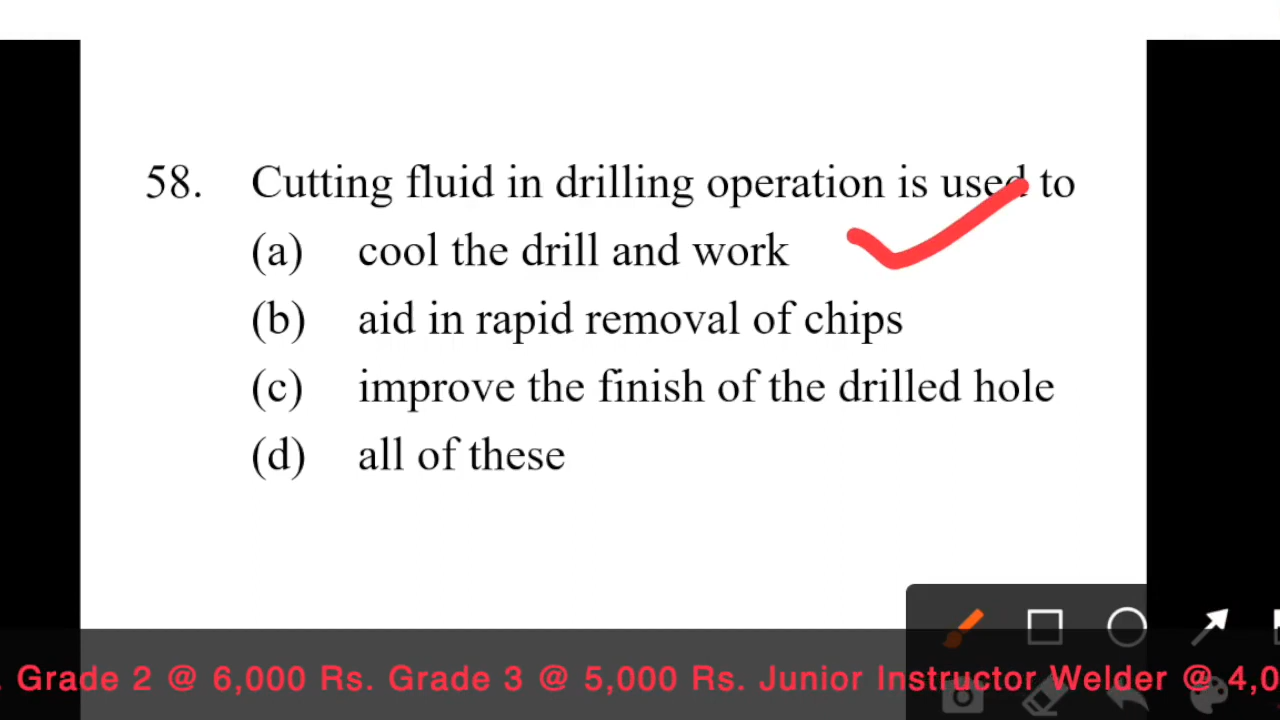 58. Cutting fluid in drilling operation is used to
(a) cool the drill and work
(b) aid in rapid removal of chips
(c) improve the finish of the drilled hole
(d) all of these
. Grade 2 @ 6,000 Rs. Grade 3 @ 5,000 Rs. Junior Instructor Welder @ 4,0